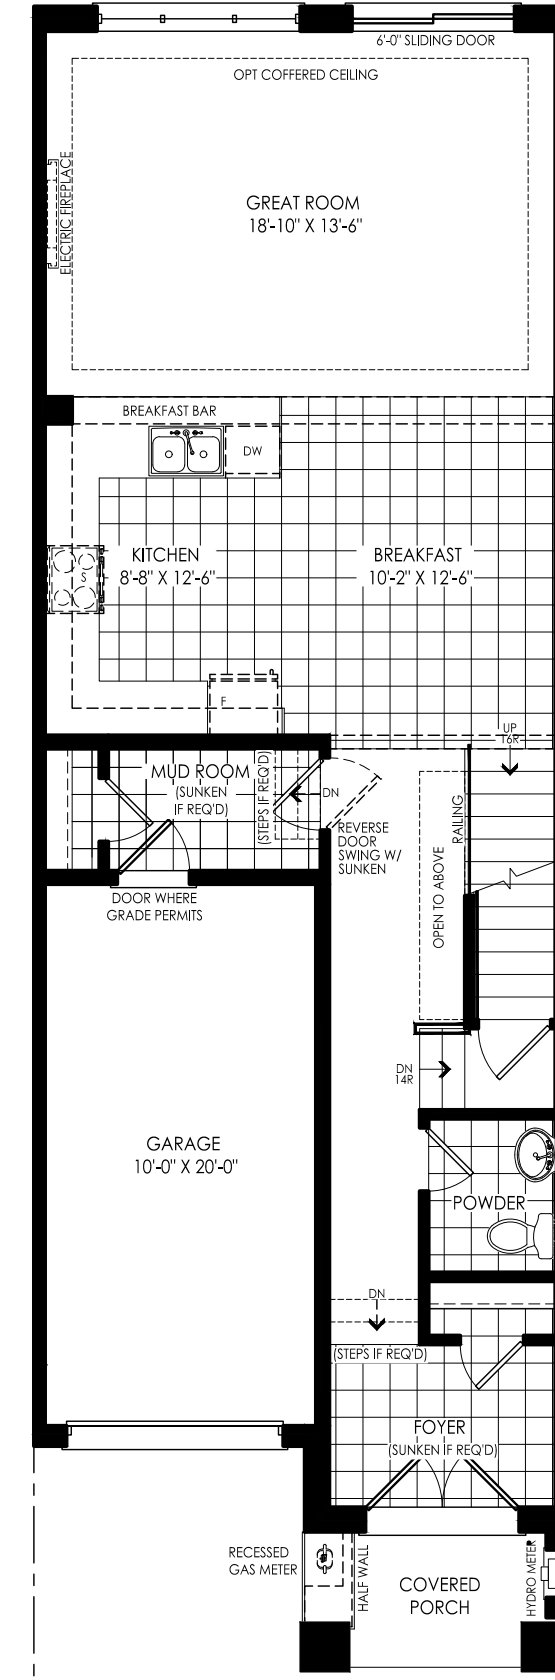 6'-0" SLIDING DOOR
OPT COFFERED CEILING
ELECTRIC FIREPLACE
GREAT ROOM
18'-10" X 13'-6"
BREAKFAST BAR
DW
KITCHEN
8'-8" X 12'-6"
BREAKFAST
10'-2" X 12'-6"
S
F
UP
16R
MUD ROOM
(SUNKEN
IF REQ'D)
(STEPS IF REQ'D)
DN
REVERSE
DOOR
SWING W/
SUNKEN
RAILING
OPEN TO ABOVE
DOOR WHERE
GRADE PERMITS
DN
14R
GARAGE
10'-0" X 20'-0"
POWDER
DN
(STEPS IF REQ'D)
FOYER
(SUNKEN IF REQ'D)
RECESSED
GAS METER
HALF WALL
COVERED
PORCH
HYDRO METER